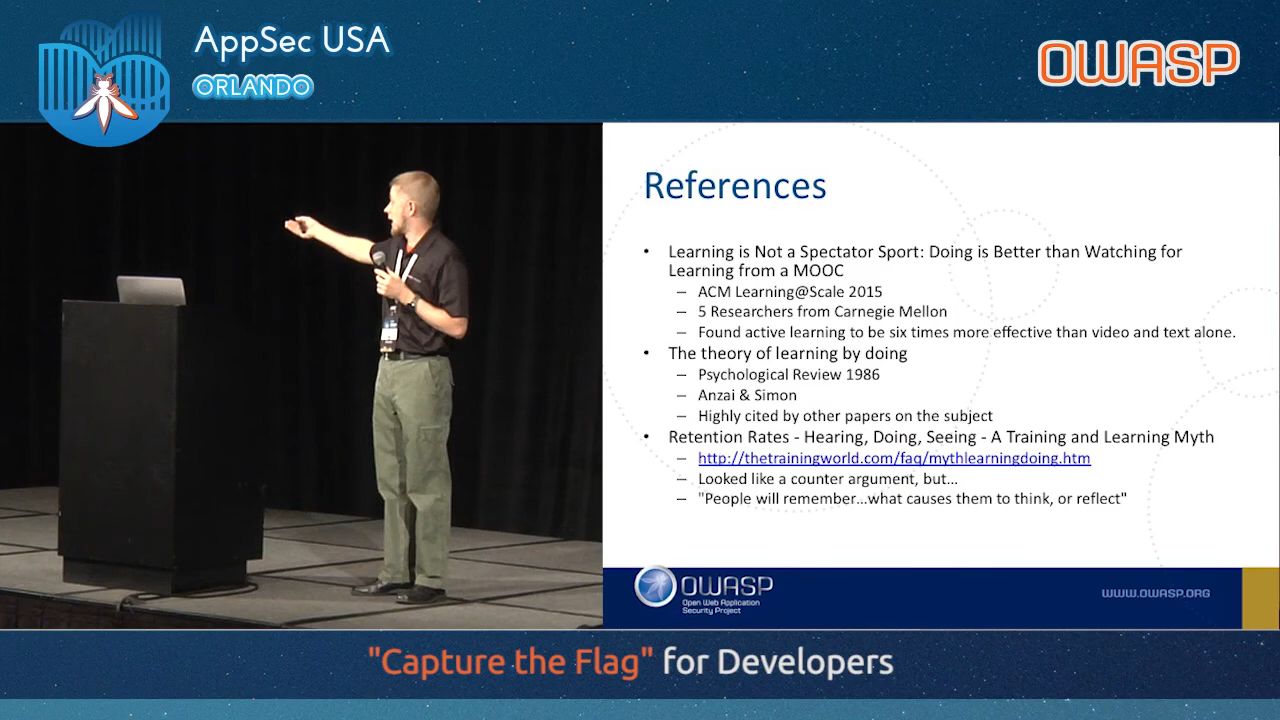 AppSec USA
ORLANDO
OWASP
References
• Learning is Not a Spectator Sport: Doing is Better than Watching for
Learning from a MOOC
– ACM Learning@Scale 2015
– 5 Researchers from Carnegie Mellon
– Found active learning to be six times more effective than video and text alone.
• The theory of learning by doing
– Psychological Review 1986
– Anzai & Simon
– Highly cited by other papers on the subject
• Retention Rates - Hearing, Doing, Seeing - A Training and Learning Myth
– http://thetrainingworld.com/faq/mythlearningdoing.htm
– Looked like a counter argument, but...
– "People will remember...what causes them to think, or reflect"
OWASP
Open Web Application
Security Project
WWW.OWASP.ORG
"Capture the Flag" for Developers